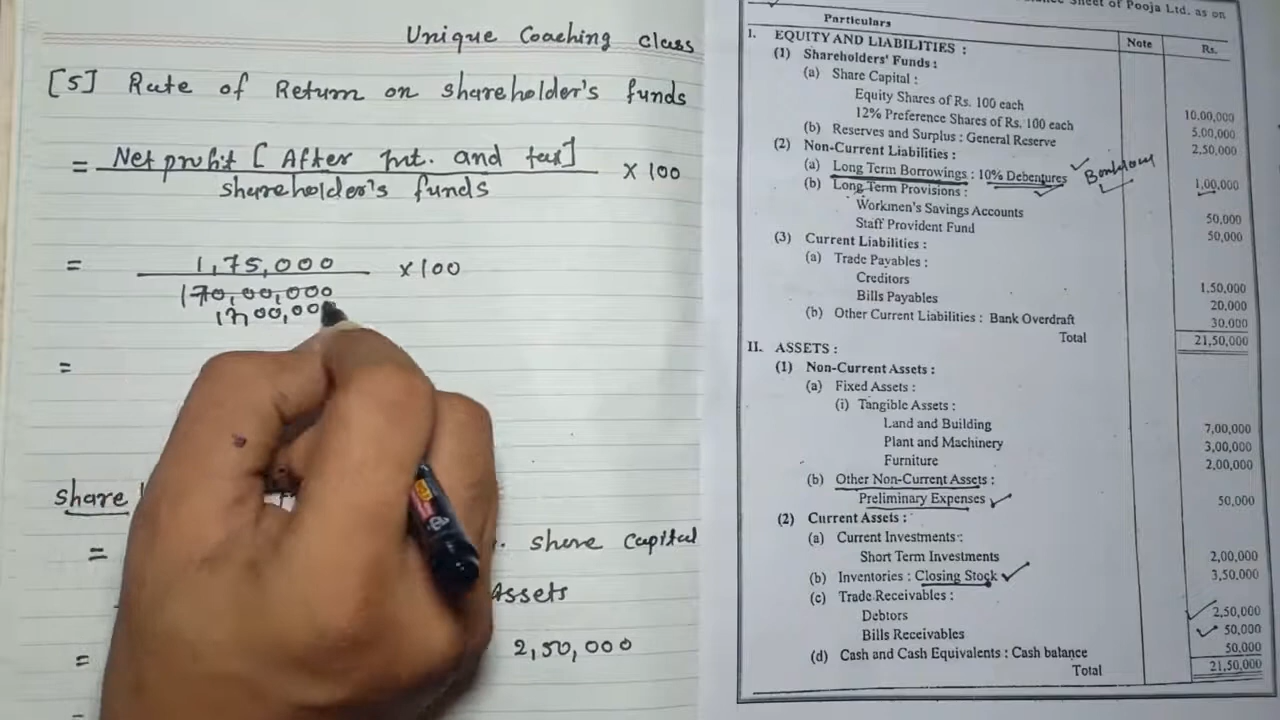 Unique Coaching class
[5] Rate of Return on shareholder's funds
= Net profit [After Int. and tax] × 100
shareholder's funds
= 1,75,000 × 100
170,00,000
17,00,00
=
Share
= share Capital
Assets
= 2,50,000
Sheet of Pooja Ltd. as on
Particulars Note Rs.
I. EQUITY AND LIABILITIES :
(1) Shareholders' Funds :
(a) Share Capital :
Equity Shares of Rs. 100 each 10,00,000
12% Preference Shares of Rs. 100 each 5,00,000
(b) Reserves and Surplus : General Reserve 2,50,000
(2) Non-Current Liabilities :
(a) Long Term Borrowings : 10% Debentures 1,00,000
(b) Long Term Provisions :
Workmen's Savings Accounts 50,000
Staff Provident Fund 50,000
(3) Current Liabilities :
(a) Trade Payables :
Creditors 1,50,000
Bills Payables 20,000
(b) Other Current Liabilities : Bank Overdraft 30,000
Total 21,50,000
II. ASSETS :
(1) Non-Current Assets :
(a) Fixed Assets :
(i) Tangible Assets :
Land and Building 7,00,000
Plant and Machinery 3,00,000
Furniture 2,00,000
(b) Other Non-Current Assets :
Preliminary Expenses 50,000
(2) Current Assets :
(a) Current Investments :
Short Term Investments 2,00,000
(b) Inventories : Closing Stock 3,50,000
(c) Trade Receivables :
Debtors 2,50,000
Bills Receivables 50,000
(d) Cash and Cash Equivalents : Cash balance 50,000
Total 21,50,000